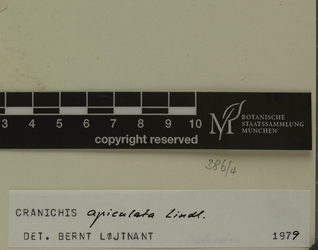 3 4 5 6 7 8 9 10
copyright reserved
BOTANISCHE
STAATSSAMMLUNG
MÜNCHEN
386/4
CRANICHIS apiculata Lindl.
DET. BERNT LØJTNANT 1979